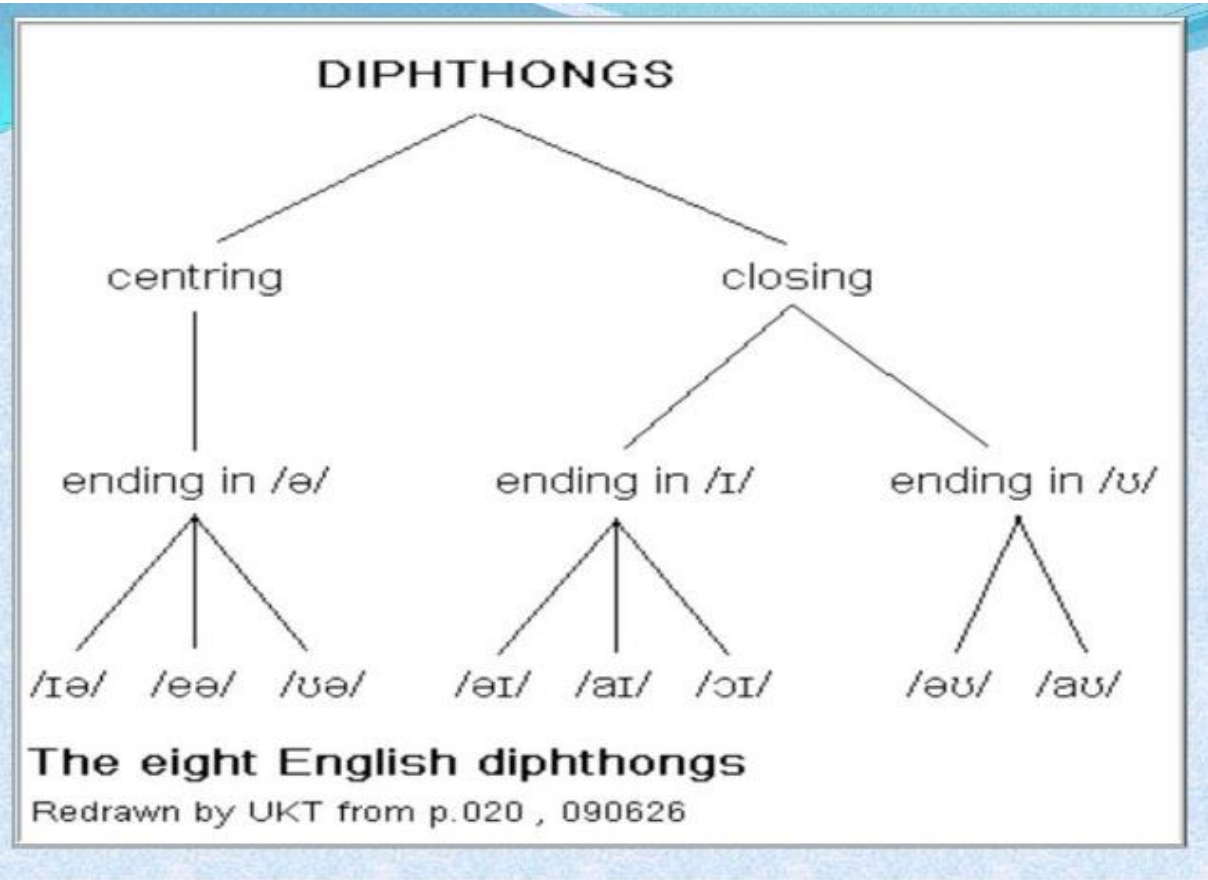 DIPHTHONGS
centring closing
ending in /ə/ ending in /ɪ/ ending in /ʊ/
/ɪə/ /eə/ /ʊə/ /əɪ/ /aɪ/ /ɔɪ/ /əʊ/ /aʊ/
The eight English diphthongs
Redrawn by UKT from p.020 , 090626